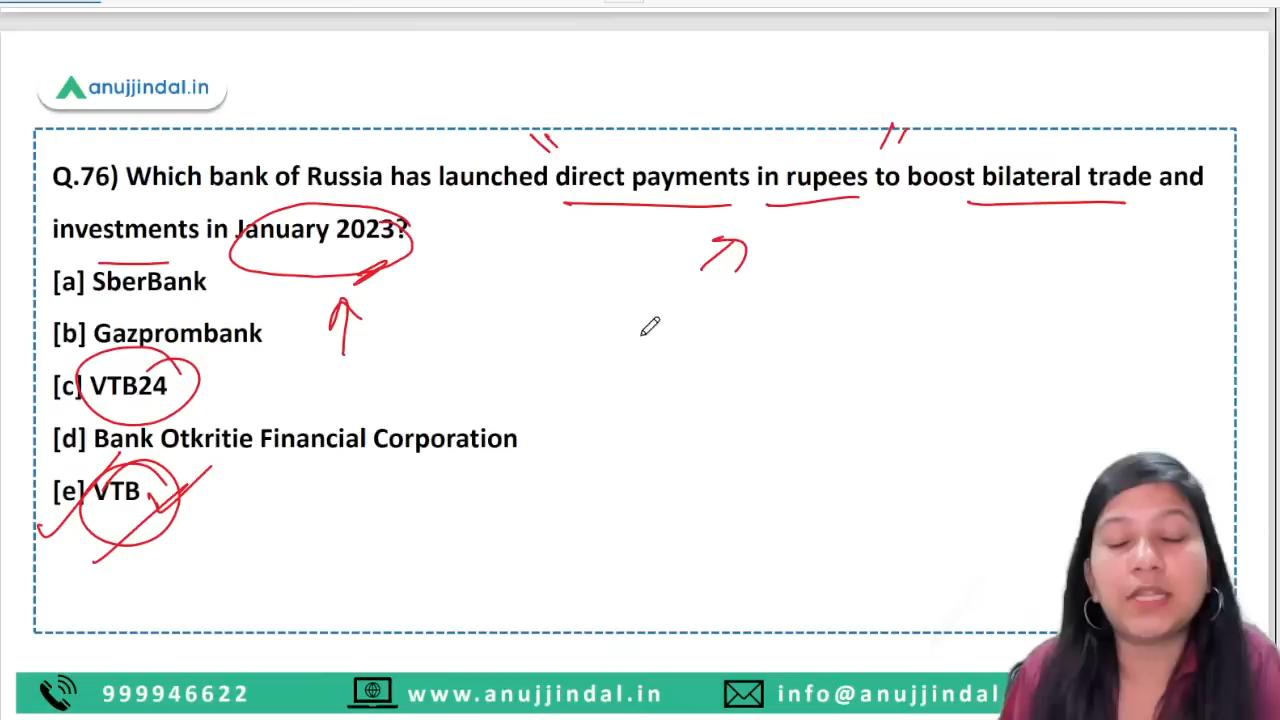 anujjindal.in
Q.76) Which bank of Russia has launched direct payments in rupees to boost bilateral trade and
investments in January 2023?
[a] SberBank
[b] Gazprombank
[c] VTB24
[d] Bank Otkritie Financial Corporation
[e] VTB
999946622
www.anujjindal.in
info@anujjindal